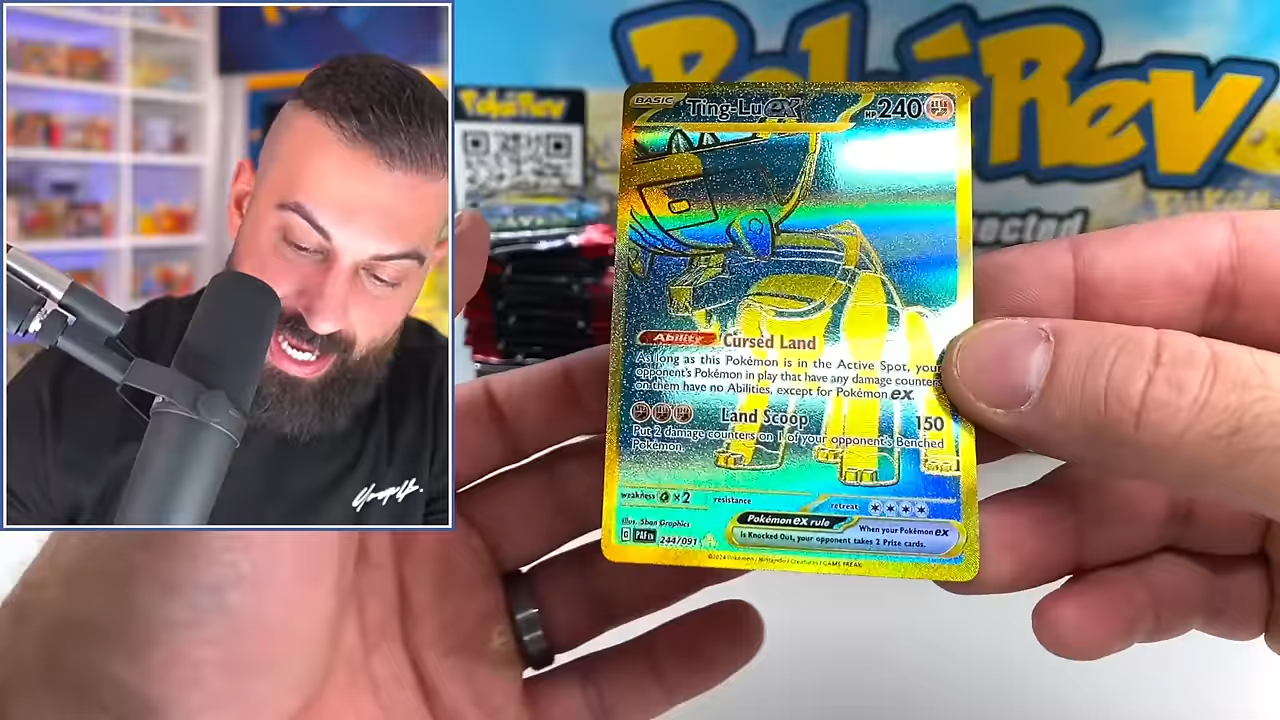 PokéRev
PokéRev
nected
BASIC Ting-Lu ex HP 240
Ability Cursed Land
As long as this Pokémon is in the Active Spot, your
opponent's Pokémon in play that have any damage counters
on them have no Abilities, except for Pokémon ex.
Land Scoop 150
Put 2 damage counters on 1 of your opponent's Benched
Pokémon.
weakness ×2 resistance retreat
Illus. 5ban Graphics
Pokémon ex rule When your Pokémon ex
is Knocked Out, your opponent takes 2 Prize cards.
G PAF EN 244/091
©2024 Pokémon / Nintendo / Creatures / GAME FREAK